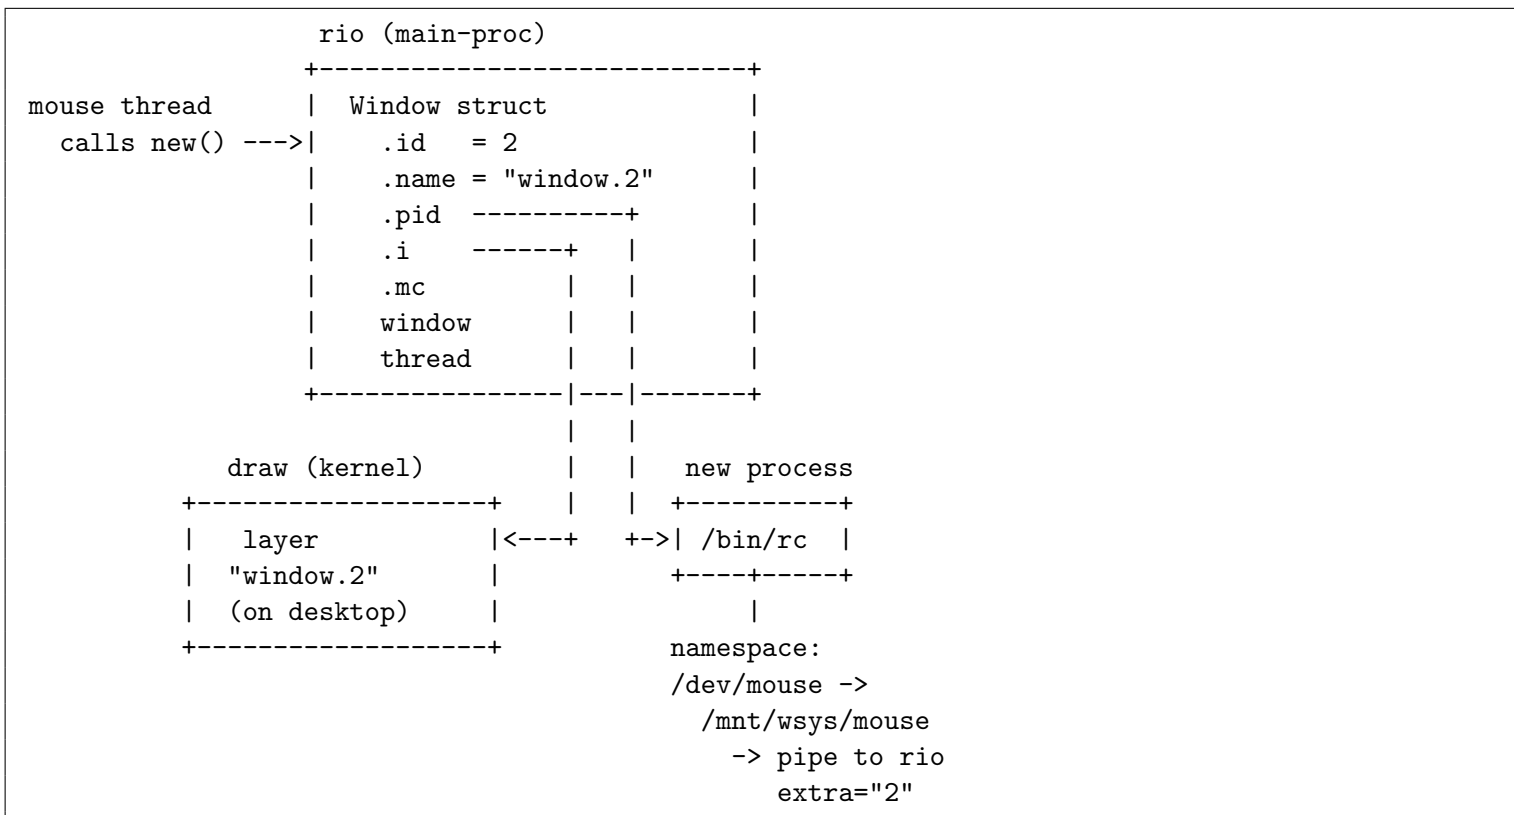 rio (main-proc)
                  +----------------------------+
mouse thread      |  Window struct             |
  calls new() --->|    .id   = 2               |
                  |    .name = "window.2"      |
                  |    .pid  ----------+       |
                  |    .i    ------+   |       |
                  |    .mc         |   |       |
                  |    window      |   |       |
                  |    thread      |   |       |
                  +----------------|---|-------+
                                   |   |
             draw (kernel)         |   |   new process
          +-------------------+    |   |  +----------+
          |   layer           |<---+   +->| /bin/rc  |
          |  "window.2"       |           +----+-----+
          |  (on desktop)     |                |
          +-------------------+           namespace:
                                          /dev/mouse ->
                                            /mnt/wsys/mouse
                                              -> pipe to rio
                                                 extra="2"